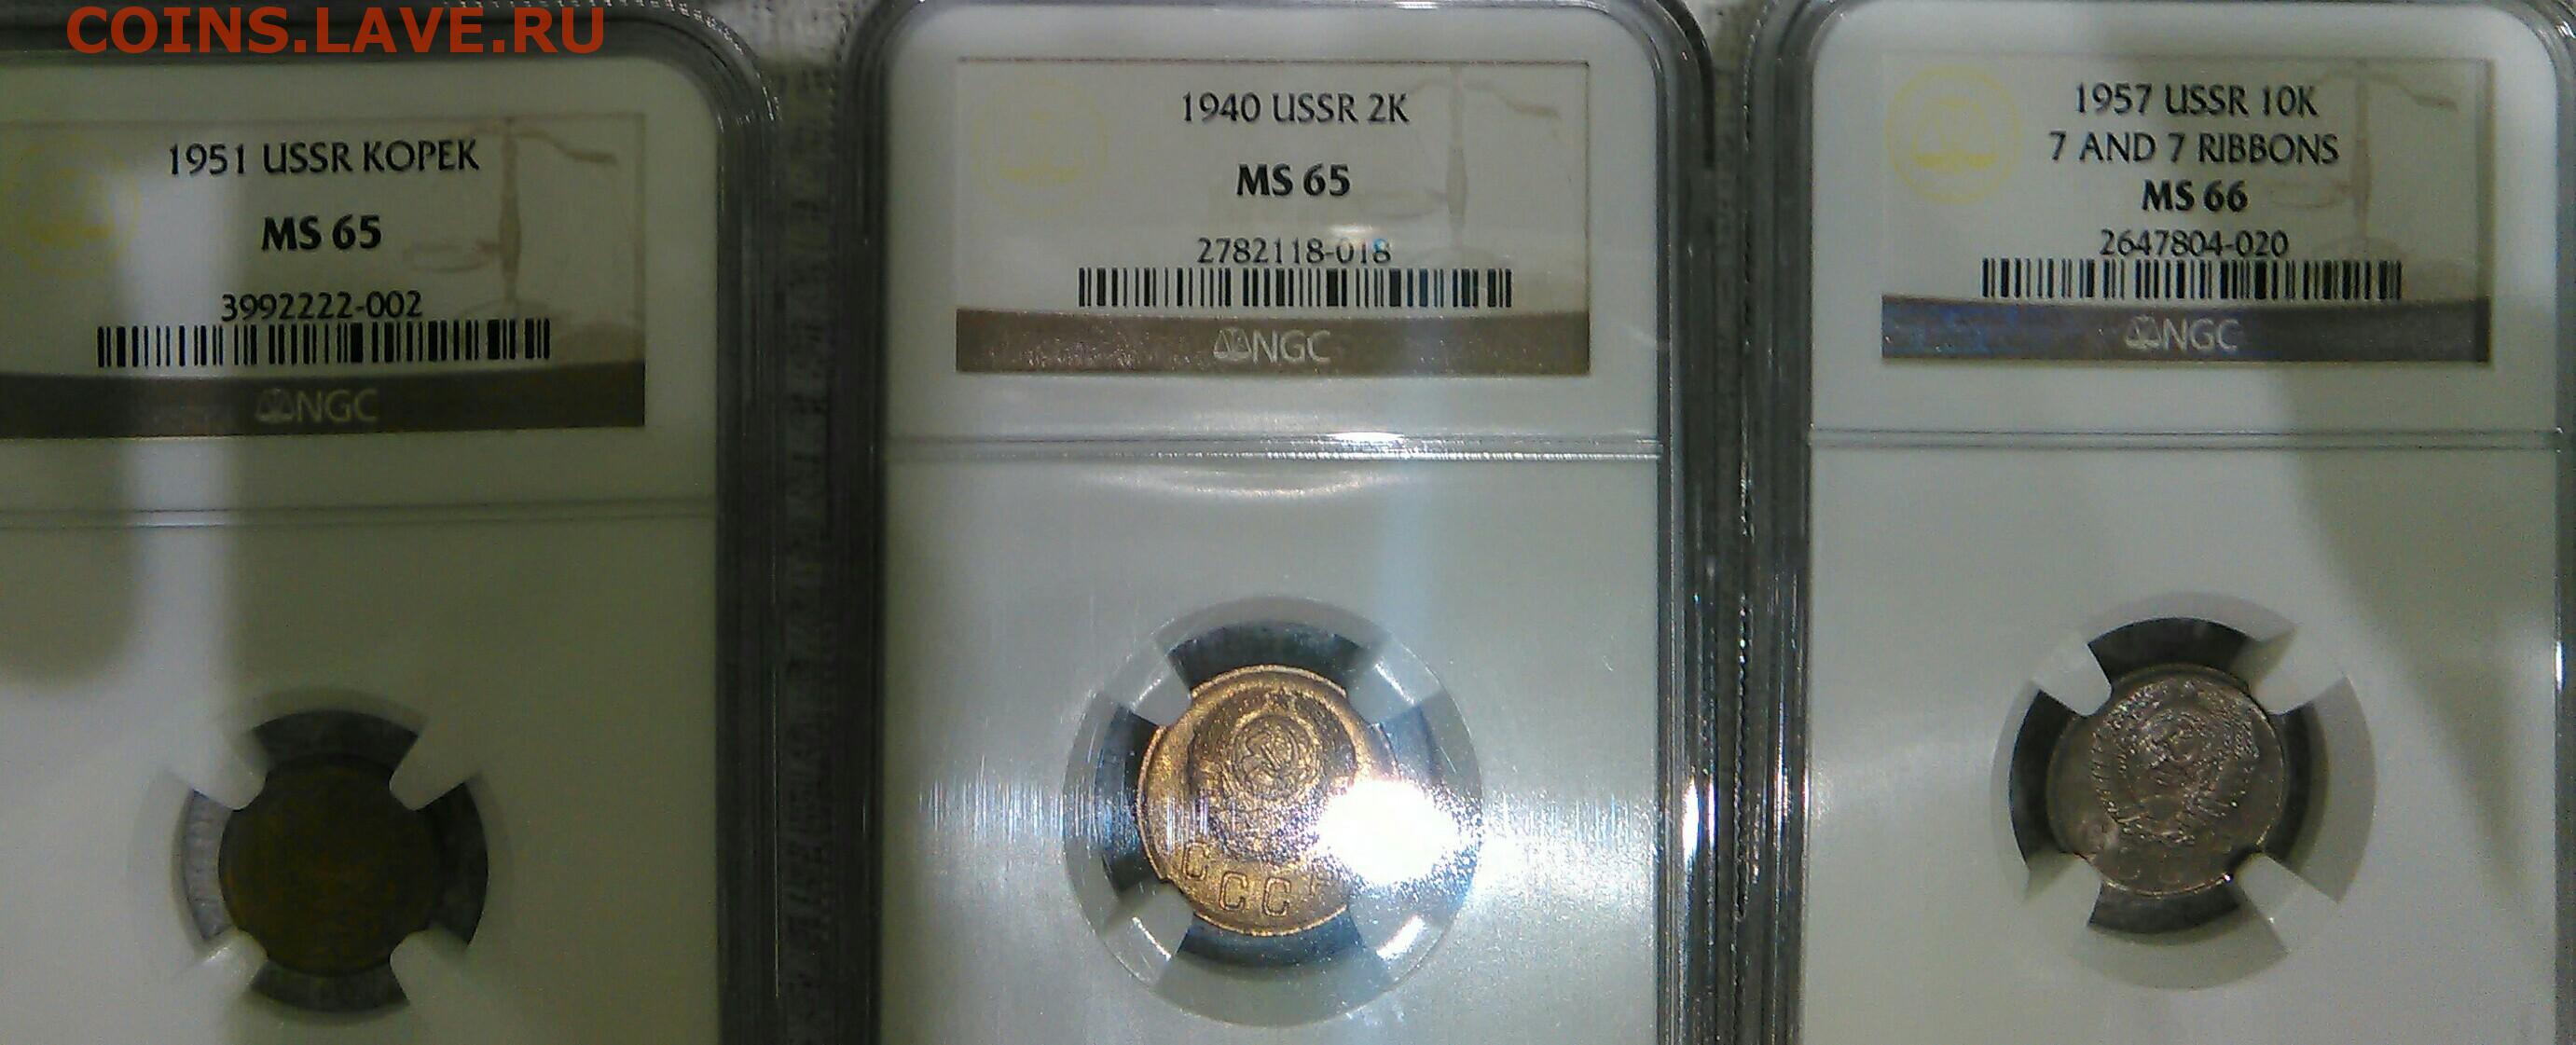 COINS.LAVE.RU
1951 USSR KOPEK
MS 65
3992222-002
NGC
1940 USSR 2K
MS 65
2782118-018
NGC
СССР
1957 USSR 10K
7 AND 7 RIBBONS
MS 66
2647804-020
NGC